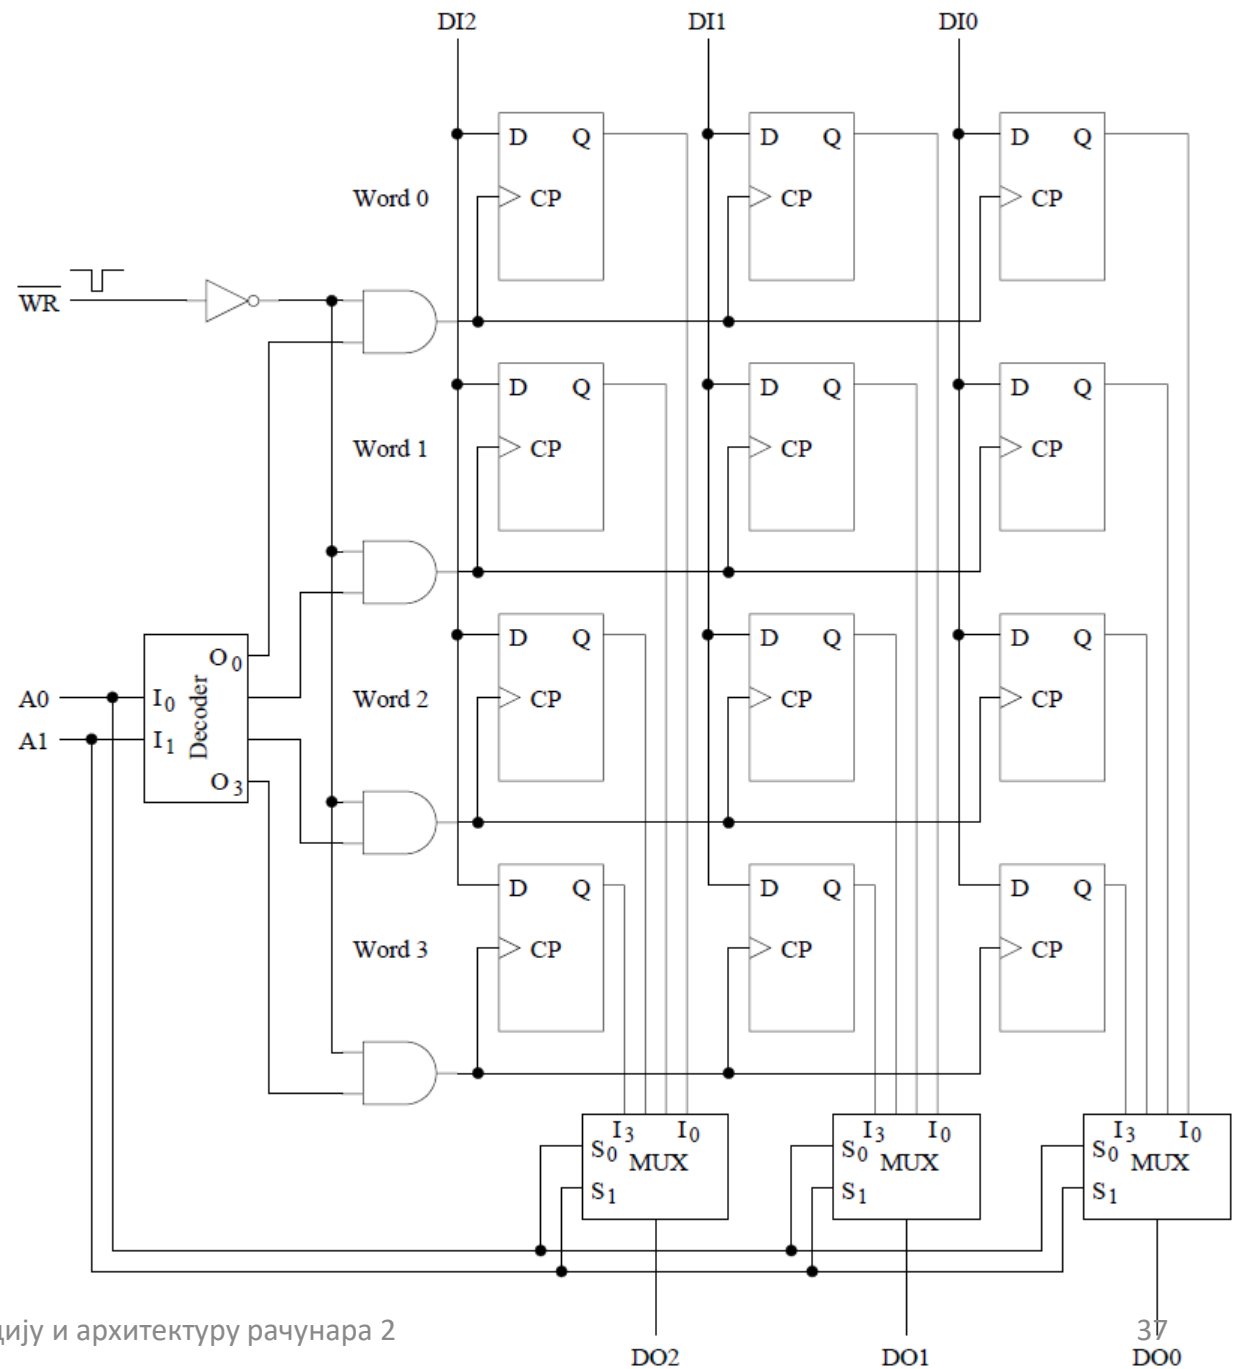 DI2 DI1 DI0
D Q D Q D Q
Word 0 CP CP CP
WR
D Q D Q D Q
Word 1 CP CP CP
D Q D Q D Q
O0
A0 I0 Decoder Word 2 CP CP CP
A1 I1
O3
D Q D Q D Q
Word 3 CP CP CP
I3 I0 I3 I0 I3 I0
S0 MUX S0 MUX S0 MUX
S1 S1 S1
цију и архитектуру рачунара 2 37
DO2 DO1 DO0